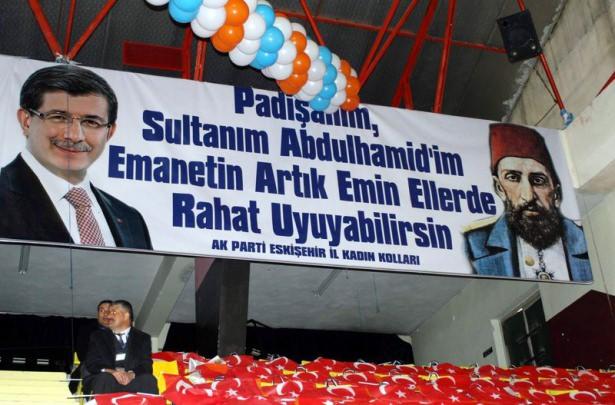 Padişahım,
Sultanım Abdulhamid'im
Emanetin Artık Emin Ellerde
Rahat Uyuyabilirsin
AK PARTİ ESKİŞEHİR İL KADIN KOLLARI